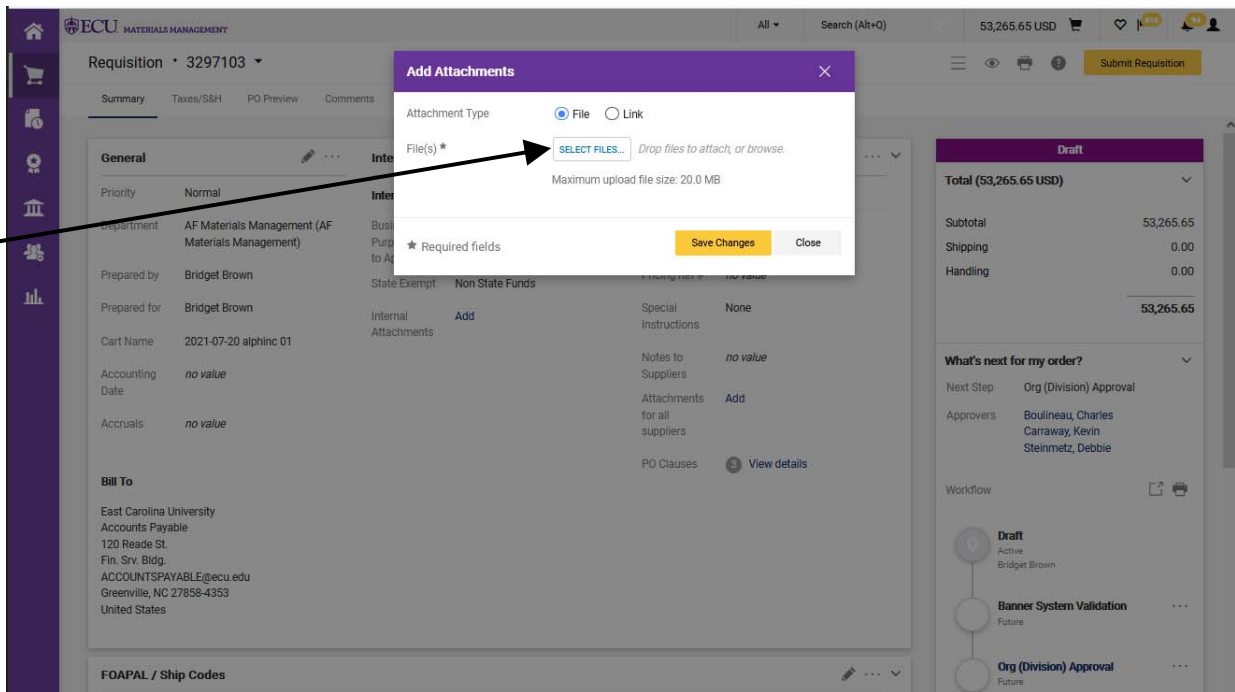 ECU MATERIALS MANAGEMENT
All
Search (Alt+Q)
53,265.65 USD
Requisition • 3297103
Submit Requisition
Summary
Taxes/S&H
PO Preview
Comments
Add Attachments
Attachment Type
File
Link
File(s) ★
SELECT FILES...
Drop files to attach, or browse.
Maximum upload file size: 20.0 MB
★ Required fields
Save Changes
Close
General
Priority
Normal
Department
AF Materials Management (AF
Materials Management)
Prepared by
Bridget Brown
Prepared for
Bridget Brown
Cart Name
2021-07-20 alphinc 01
Accounting
Date
no value
Accruals
no value
Bill To
East Carolina University
Accounts Payable
120 Reade St.
Fin. Srv. Bldg.
ACCOUNTSPAYABLE@ecu.edu
Greenville, NC 27858-4353
United States
State Exempt
Non State Funds
Internal
Attachments
Add
no value
Special
Instructions
None
Notes to
Suppliers
no value
Attachments
for all
suppliers
Add
PO Clauses
3
View details
Draft
Total (53,265.65 USD)
Subtotal
53,265.65
Shipping
0.00
Handling
0.00
53,265.65
What's next for my order?
Next Step
Org (Division) Approval
Approvers
Boulineau, Charles
Carraway, Kevin
Steinmetz, Debbie
Workflow
Draft
Active
Bridget Brown
Banner System Validation
Future
Org (Division) Approval
Future
FOAPAL / Ship Codes